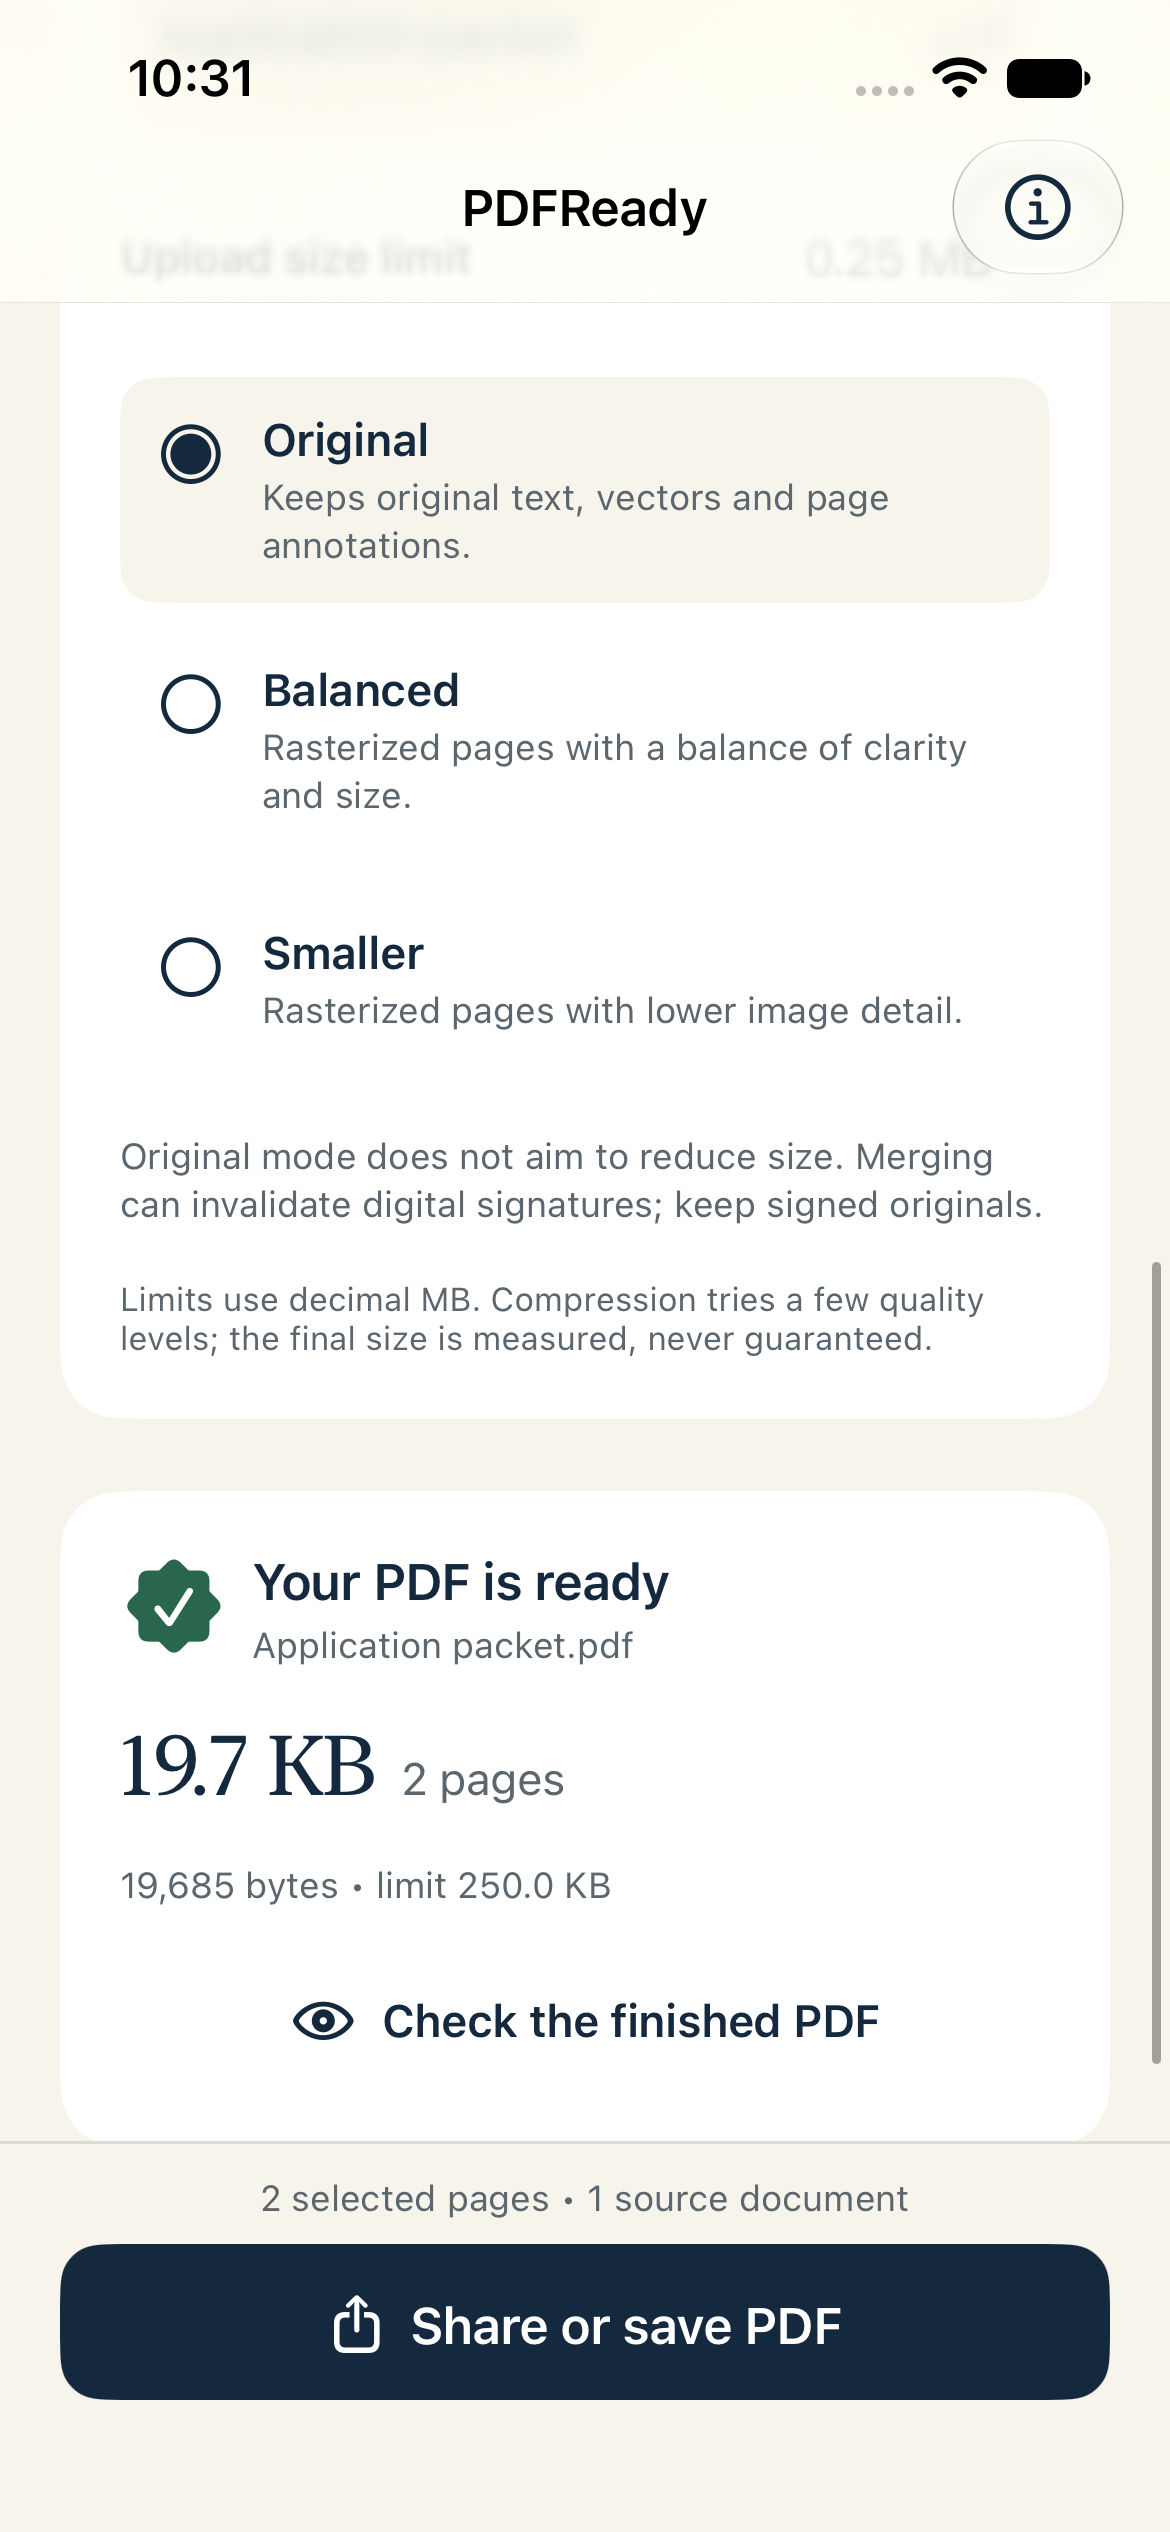 10:31
PDFReady
Upload size limit 0.25 MB
Original
Keeps original text, vectors and page
annotations.
Balanced
Rasterized pages with a balance of clarity
and size.
Smaller
Rasterized pages with lower image detail.
Original mode does not aim to reduce size. Merging
can invalidate digital signatures; keep signed originals.
Limits use decimal MB. Compression tries a few quality
levels; the final size is measured, never guaranteed.
Your PDF is ready
Application packet.pdf
19.7 KB 2 pages
19,685 bytes • limit 250.0 KB
Check the finished PDF
2 selected pages • 1 source document
Share or save PDF